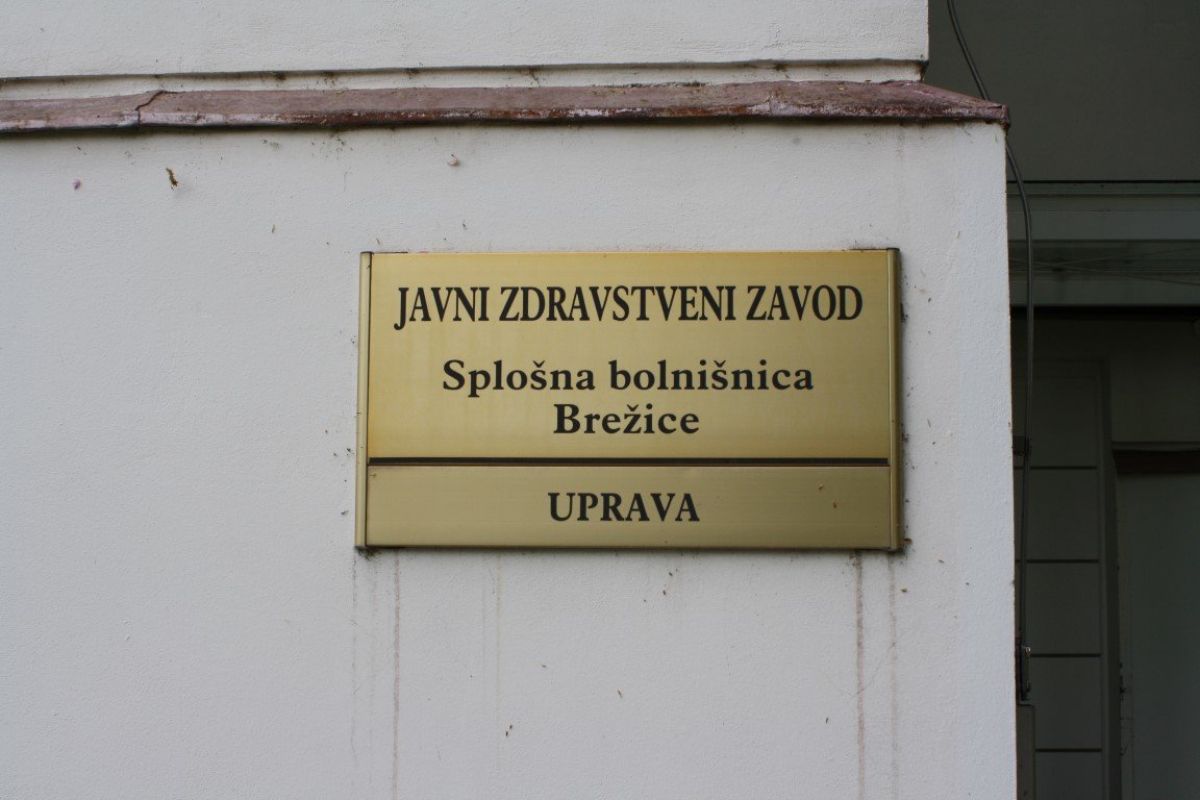 JAVNI ZDRAVSTVENI ZAVOD
Splošna bolnišnica
Brežice
UPRAVA